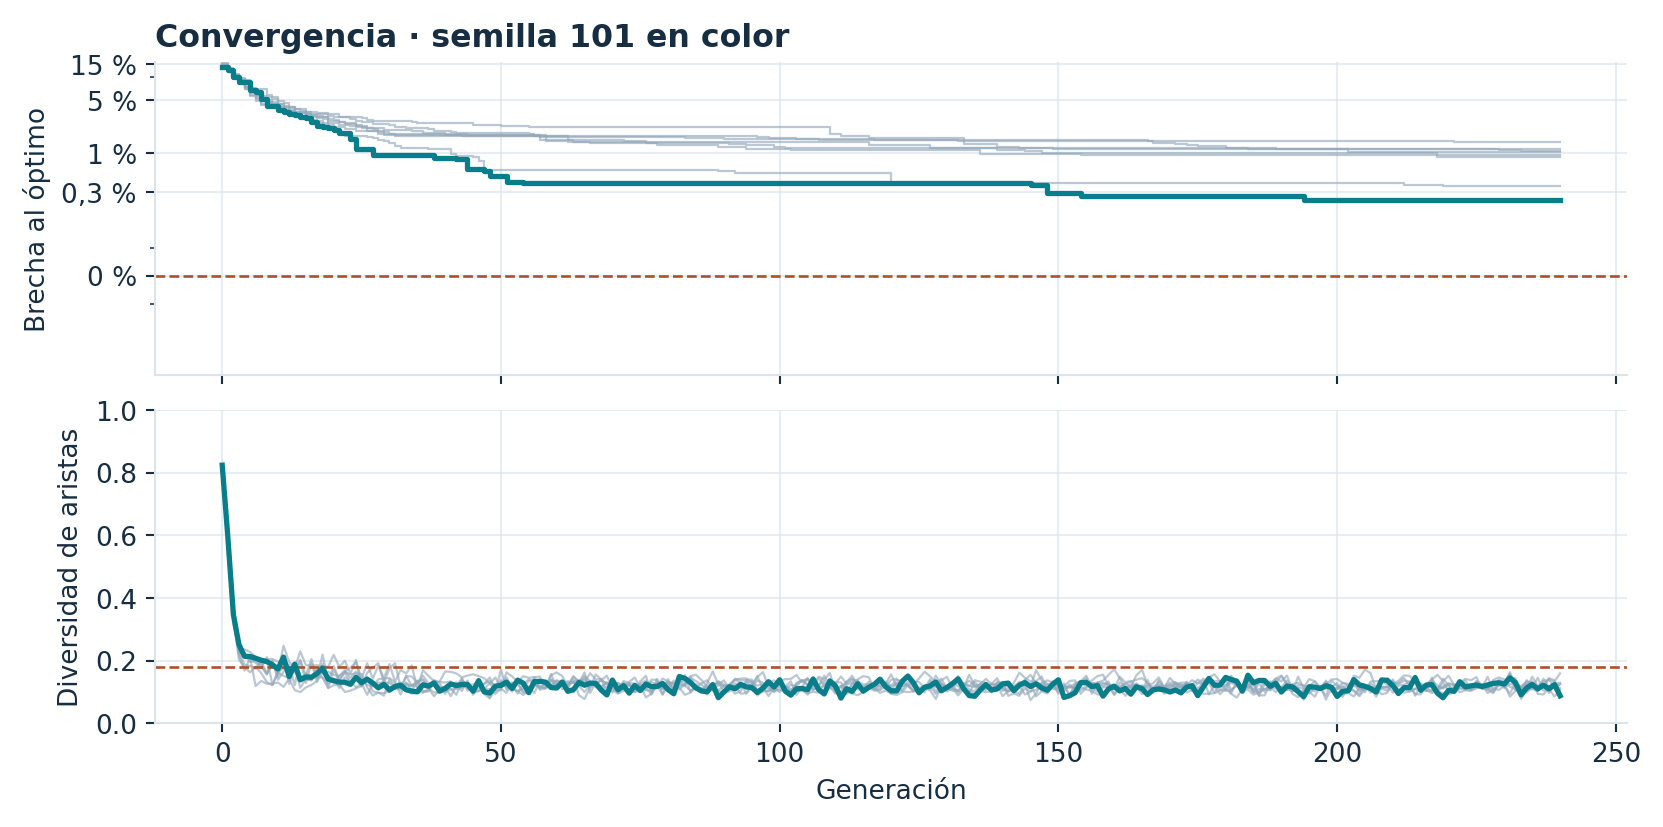 Convergencia · semilla 101 en color
Brecha al óptimo
15 %
5 %
1 %
0,3 %
0 %
Diversidad de aristas
1.0
0.8
0.6
0.4
0.2
0.0
0 50 100 150 200 250
Generación